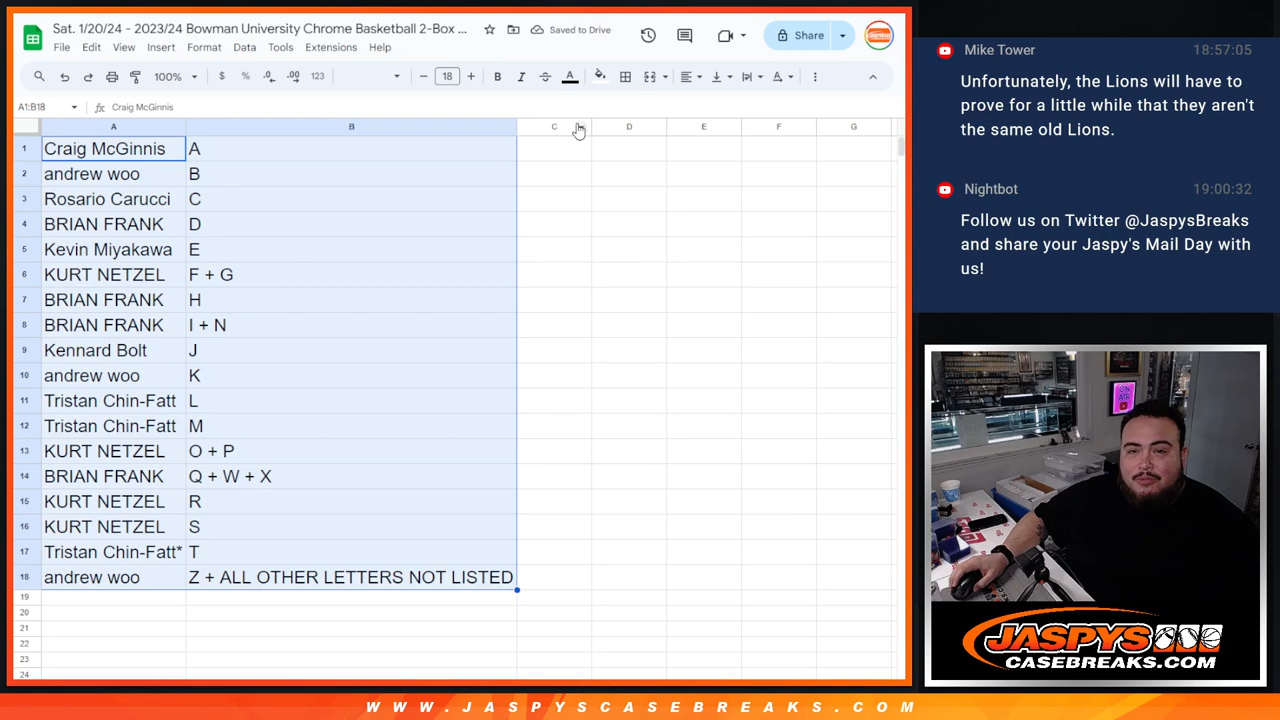 Sat. 1/20/24 - 2023/24 Bowman University Chrome Basketball 2-Box ...
Saved to Drive
Share
File Edit View Insert Format Data Tools Extensions Help
100% $ % .0 .00 123 18 B I A
A1:B18 fx Craig McGinnis
A B C D E F G
1 Craig McGinnis A
2 andrew woo B
3 Rosario Carucci C
4 BRIAN FRANK D
5 Kevin Miyakawa E
6 KURT NETZEL F + G
7 BRIAN FRANK H
8 BRIAN FRANK I + N
9 Kennard Bolt J
10 andrew woo K
11 Tristan Chin-Fatt L
12 Tristan Chin-Fatt M
13 KURT NETZEL O + P
14 BRIAN FRANK Q + W + X
15 KURT NETZEL R
16 KURT NETZEL S
17 Tristan Chin-Fatt* T
18 andrew woo Z + ALL OTHER LETTERS NOT LISTED
19
20
21
22
23
24
Mike Tower 18:57:05
Unfortunately, the Lions will have to
prove for a little while that they aren't
the same old Lions.
Nightbot 19:00:32
Follow us on Twitter @JaspysBreaks
and share your Jaspy's Mail Day with
us!
ON AIR
JASPYS
CASEBREAKS.COM
WWW.JASPYSCASEBREAKS.COM